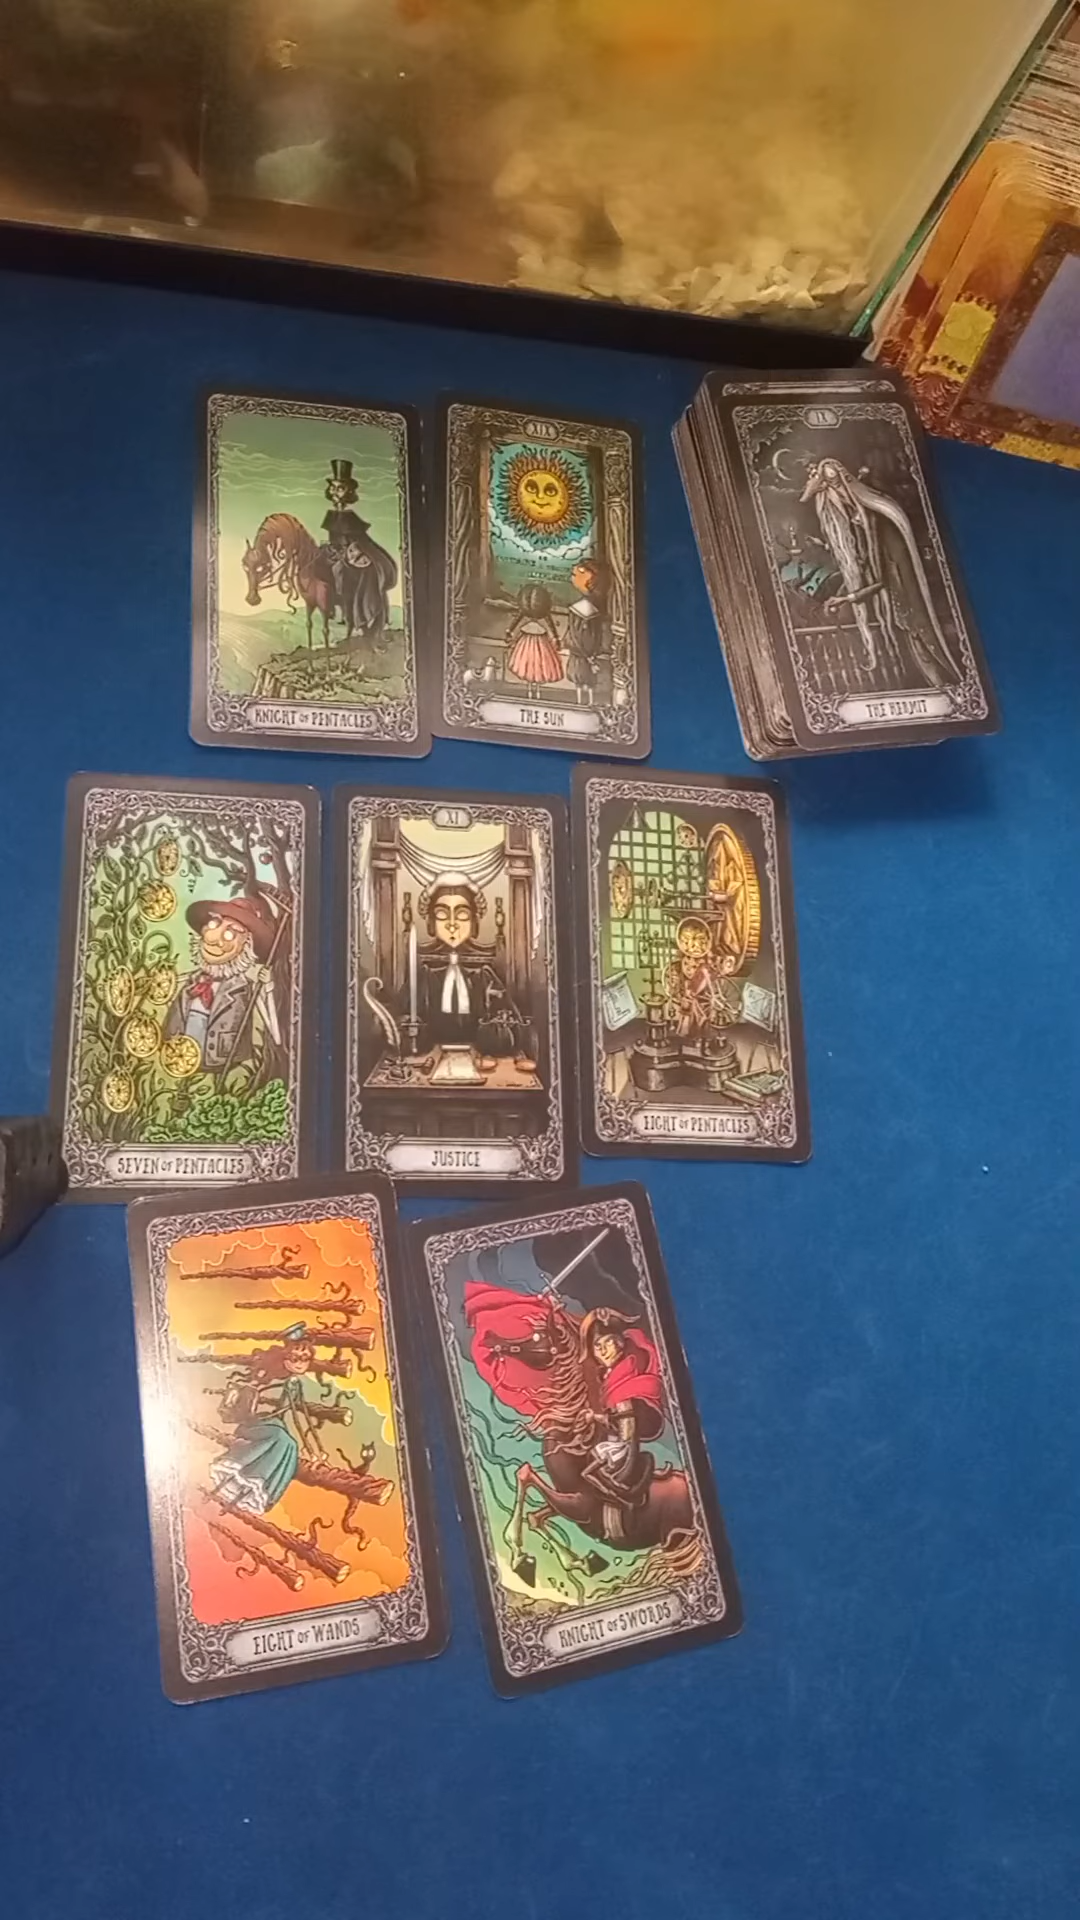 KNIGHT OF PENTACLES
XIX
THE SUN
IX
THE HERMIT
SEVEN OF PENTACLES
XI
JUSTICE
EIGHT OF PENTACLES
EIGHT OF WANDS
KNIGHT OF SWORDS